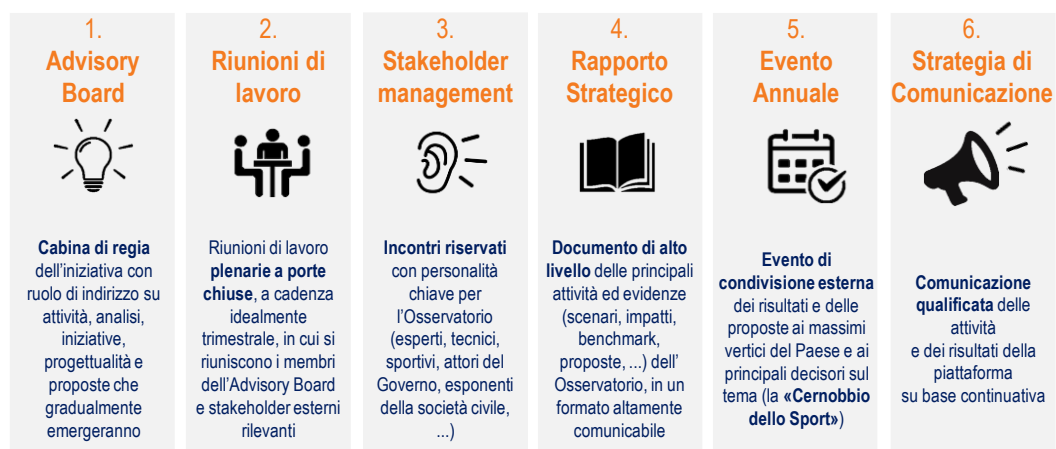 1.
Advisory
Board
Cabina di regia
dell'iniziativa con
ruolo di indirizzo su
attività, analisi,
iniziative,
progettualità e
proposte che
gradualmente
emergeranno
2.
Riunioni di
lavoro
Riunioni di lavoro
plenarie a porte
chiuse, a cadenza
idealmente
trimestrale, in cui si
riuniscono i membri
dell'Advisory Board
e stakeholder esterni
rilevanti
3.
Stakeholder
management
Incontri riservati
con personalità
chiave per
l'Osservatorio
(esperti, tecnici,
sportivi, attori del
Governo, esponenti
della società civile,
...)
4.
Rapporto
Strategico
Documento di alto
livello delle principali
attività ed evidenze
(scenari, impatti,
benchmark,
proposte, ...) dell'
Osservatorio, in un
formato altamente
comunicabile
5.
Evento
Annuale
Evento di
condivisione esterna
dei risultati e delle
proposte ai massimi
vertici del Paese e ai
principali decisori sul
tema (la «Cernobbio
dello Sport»)
6.
Strategia di
Comunicazione
Comunicazione
qualificata delle
attività
e dei risultati della
piattaforma
su base continuativa